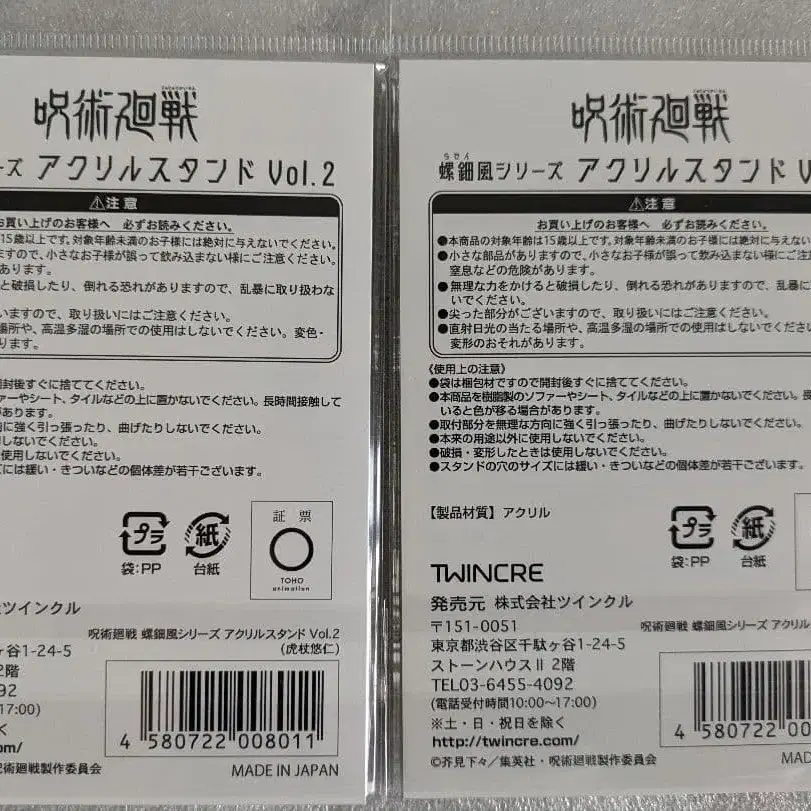 呪術廻戦
ーズ アクリルスタンド Vol.2
⚠注意
お買い上げのお客様へ 必ずお読みください。
15歳以上です。対象年齢未満のお子様には絶対に与えないでください。
ますので、小さなお子様が誤って飲み込まない様にご注意ください。
あります。
と破損したり、倒れる恐れがありますので、乱暴に取り扱わな
いますので、取り扱いにはご注意ください。
場所や、高温多湿の場所での使用はしないでください。変色・
ります。
開封後すぐに捨ててください。
ァーやシート、タイルなどの上に置かないでください。長時間接触して
があります。
に強く引っ張ったり、曲げたりしないでください。
しないでください。
使用しないでください。
には緩い・きついなどの個体差が若干ございます。
プラ
袋:PP
紙
台紙
証票
TOHO
animation
社ツインクル
呪術廻戦 螺鈿風シリーズ アクリルスタンド Vol.2
(虎杖悠仁)
ヶ谷1-24-5
2階
092
17:00)
く
om/
4 580722 008011
呪術廻戦製作委員会
MADE IN JAPAN
呪術廻戦
らでん
螺鈿風シリーズ アクリルスタンド V
⚠注意
お買い上げのお客様へ 必ずお読みください。
●本商品の対象年齢は15歳以上です。対象年齢未満のお子様には絶対に与えないで
●小さな部品がありますので、小さなお子様が誤って飲み込まない様にご注意
窒息などの危険があります。
●無理な力をかけると破損したり、倒れる恐れがありますので、乱暴に取り
いでください。
●尖った部分がございますので、取り扱いにはご注意ください。
●直射日光の当たる場所や、高温多湿の場所での使用はしないでください
変形のおそれがあります。
《使用上の注意》
●袋は梱包材ですので開封後すぐに捨ててください。
●本商品を樹脂製のソファーやシート、タイルなどの上に置かないでください。長
いると色が移る場合があります。
●取付部分を無理な方向に強く引っ張ったり、曲げたりしないでください。
●本来の用途以外に使用しないでください。
●破損・変形したときは使用しないでください。
●スタンドの穴のサイズには緩い・きついなどの個体差が若干ございます。
【製品材質】アクリル
プラ
袋:PP
紙
台紙
TWINCRE
発売元 株式会社ツインクル
〒151-0051
東京都渋谷区千駄ヶ谷1-24-5
ストーンハウスⅡ 2階
TEL03-6455-4092
(電話受付時間10:00~17:00)
※土・日・祝日を除く
http://twincre.com/
©芥見下々/集英社・呪術廻戦製作委員会
呪術廻戦 螺鈿風シリーズ アクリル
4 580722 00
MAD